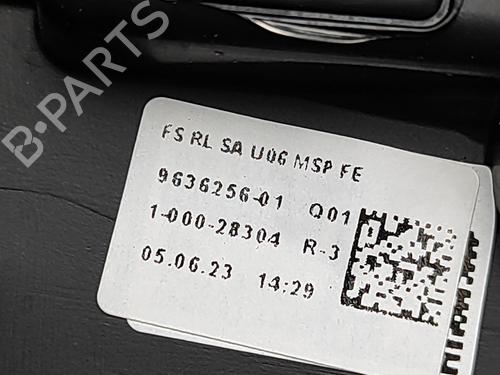 B-PARTS
FS RL SA U06 MSP FE
9636256-01 Q01
1-000-28304 R-3
05.06.23 14:29